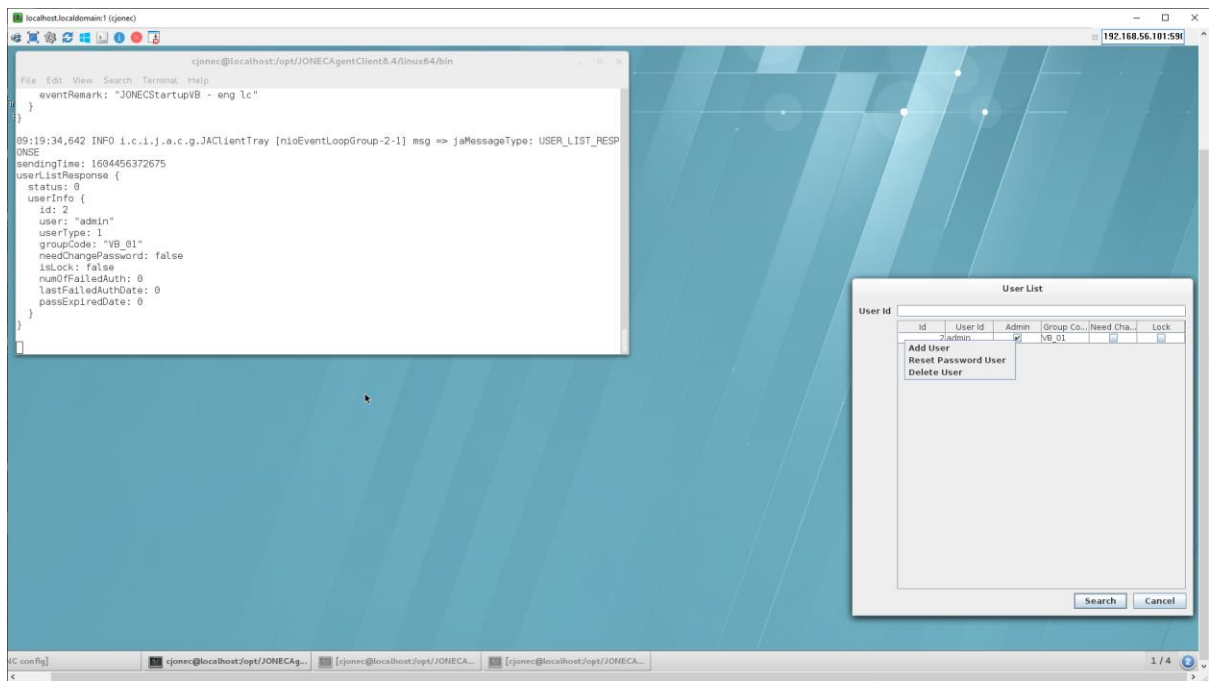 localhost.localdomain:1 (cjonec)
192.168.56.101:590
cjonec@localhost:/opt/JONECAgentClient8.4/linux64/bin
File Edit View Search Terminal Help
eventRemark: "JONECStartupVB - eng lc"
}
}
09:19:34,642 INFO i.c.i.j.a.c.g.JAClientTray [nioEventLoopGroup-2-1] msg => jaMessageType: USER_LIST_RESP
ONSE
sendingTime: 1604456372675
userListResponse {
status: 0
userInfo {
id: 2
user: "admin"
userType: 1
groupCode: "VB_01"
needChangePassword: false
isLock: false
numOfFailedAuth: 0
lastFailedAuthDate: 0
passExpiredDate: 0
}
}
User List
User Id
Id User Id Admin Group Co... Need Cha... Lock
2 admin VB_01
Add User
Reset Password User
Delete User
Search Cancel
IC config] cjonec@localhost:/opt/JONECAg... [cjonec@localhost:/opt/JONECA... [cjonec@localhost:/opt/JONECA... 1 / 4 2